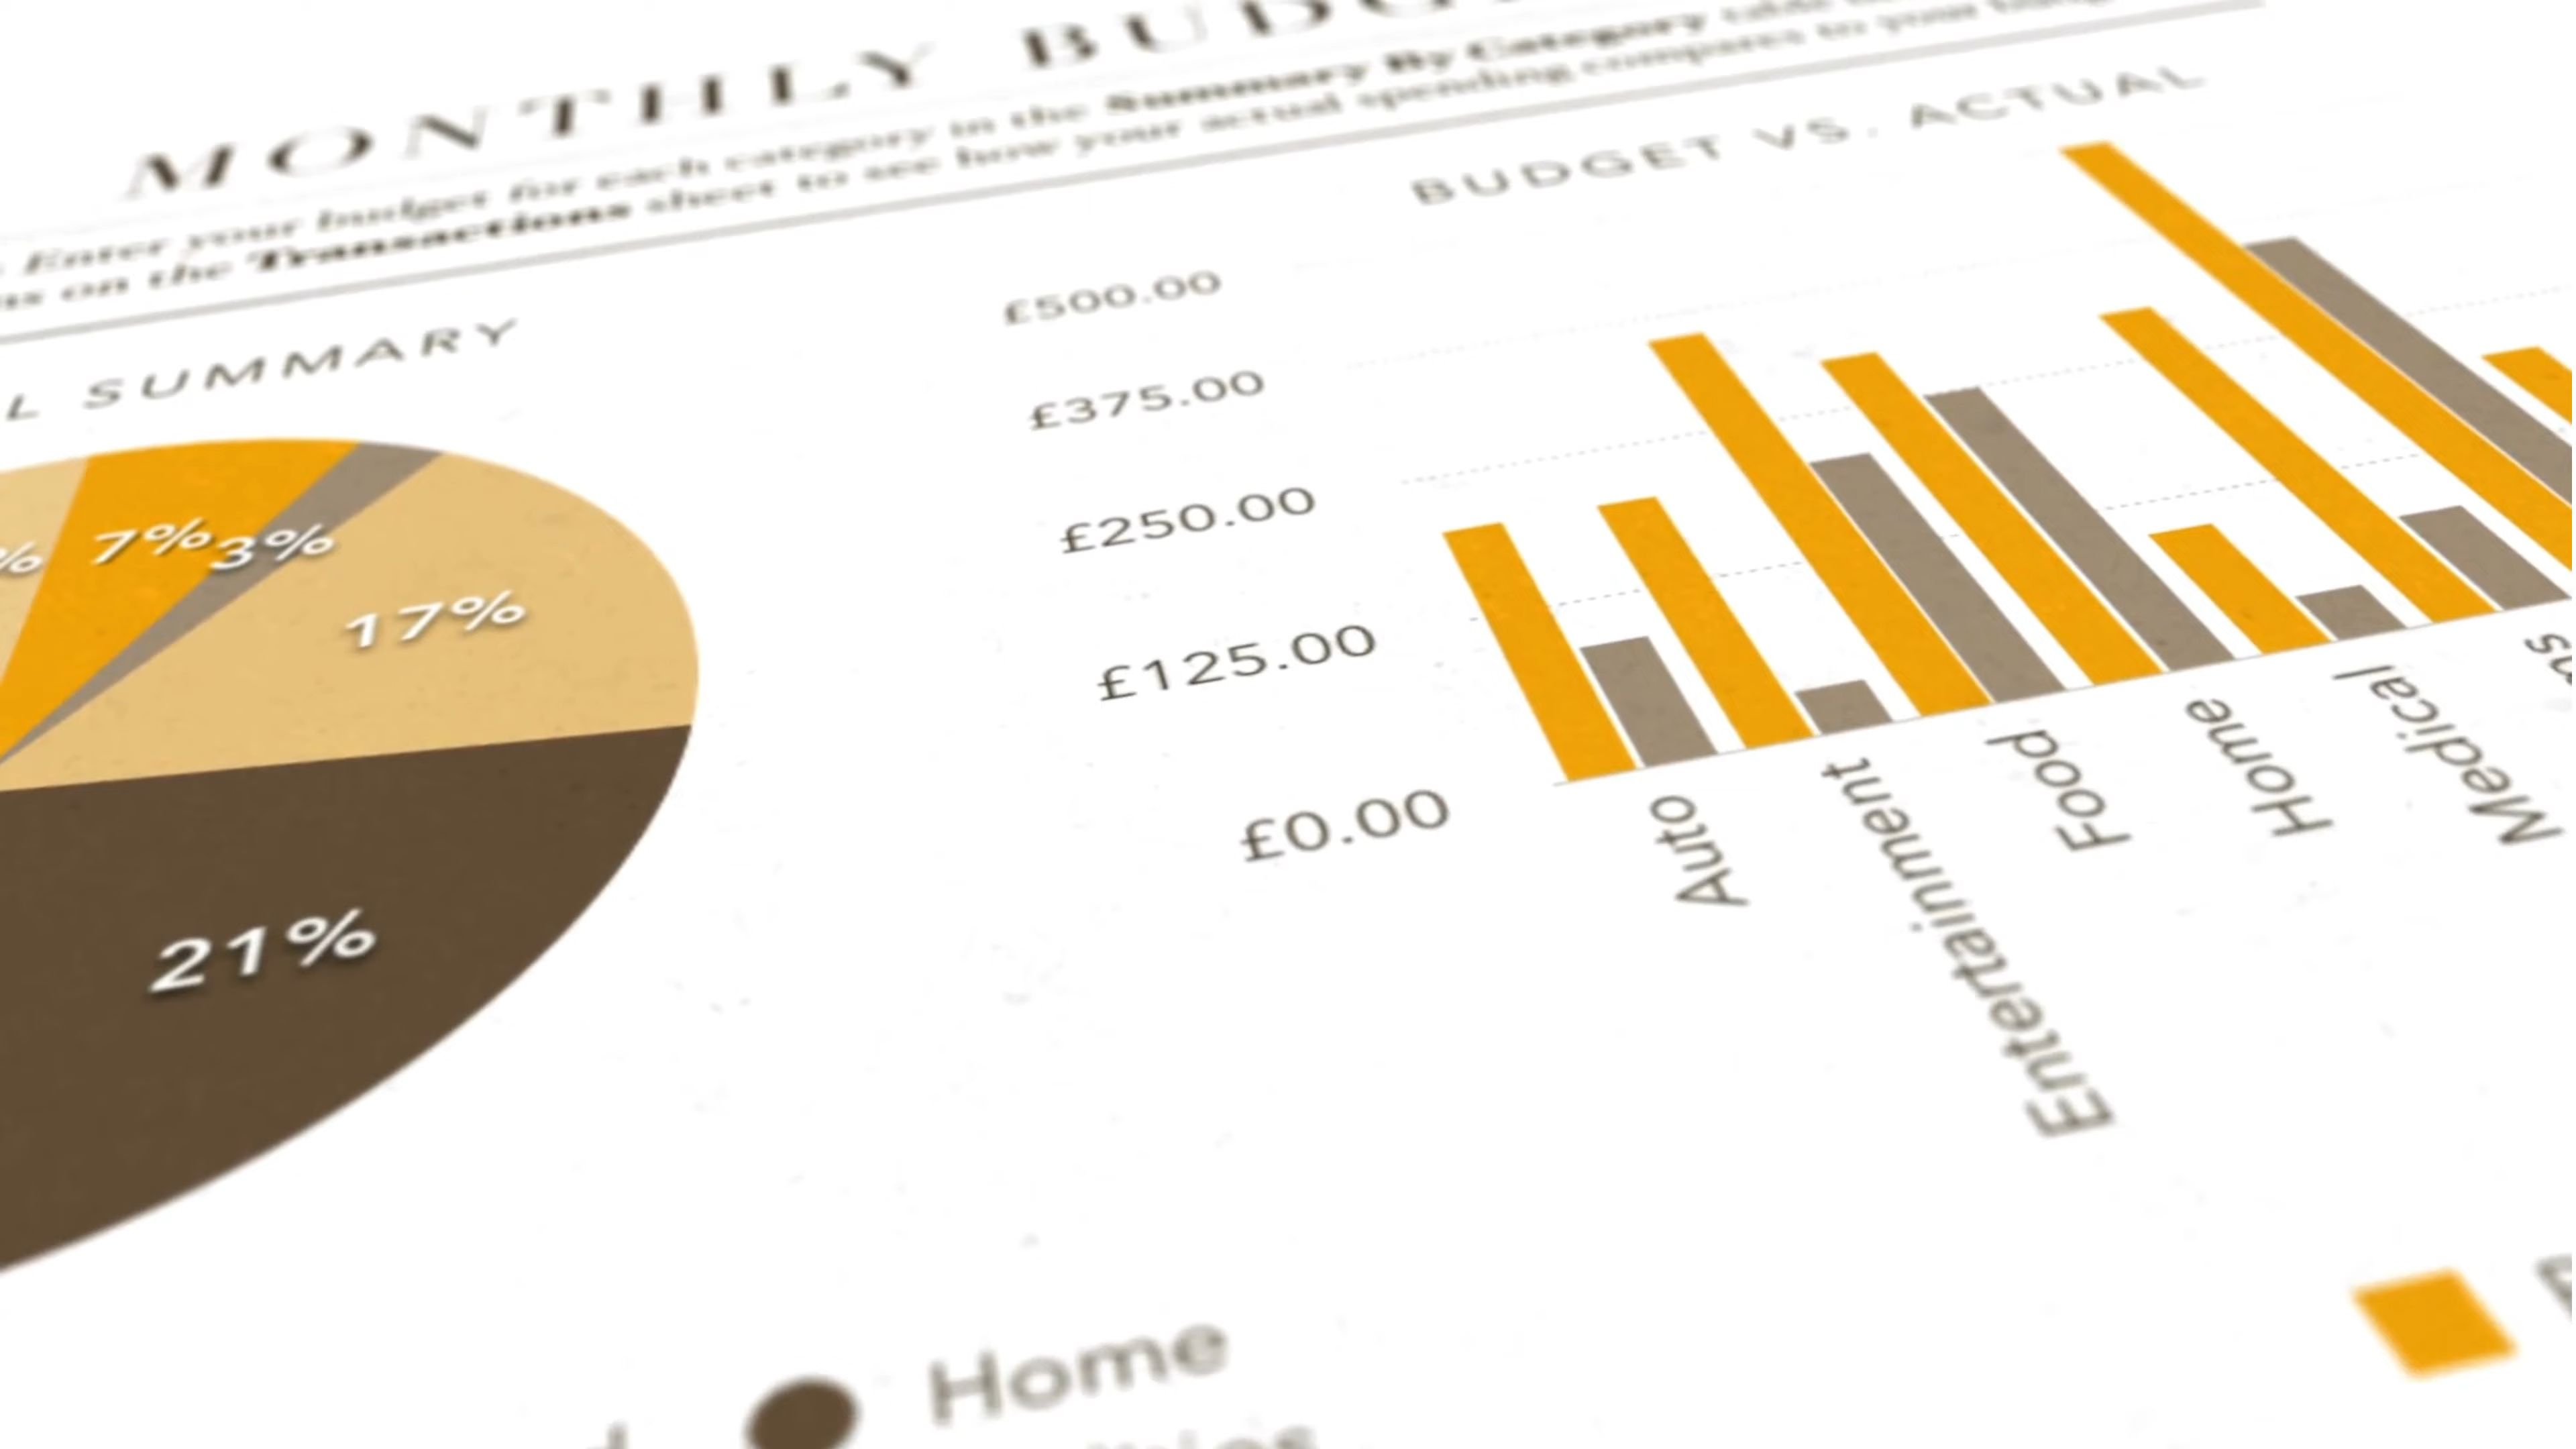 MONTHLY
Enter your budget for each category in the Summary By Category
on the Transactions sheet to see how your actual spending compares to your
SUMMARY
7%
3%
17%
21%
Home
BUDGET VS. ACTUAL
£500.00
£375.00
£250.00
£125.00
£0.00
Auto
Entertainment
Food
Home
Medical